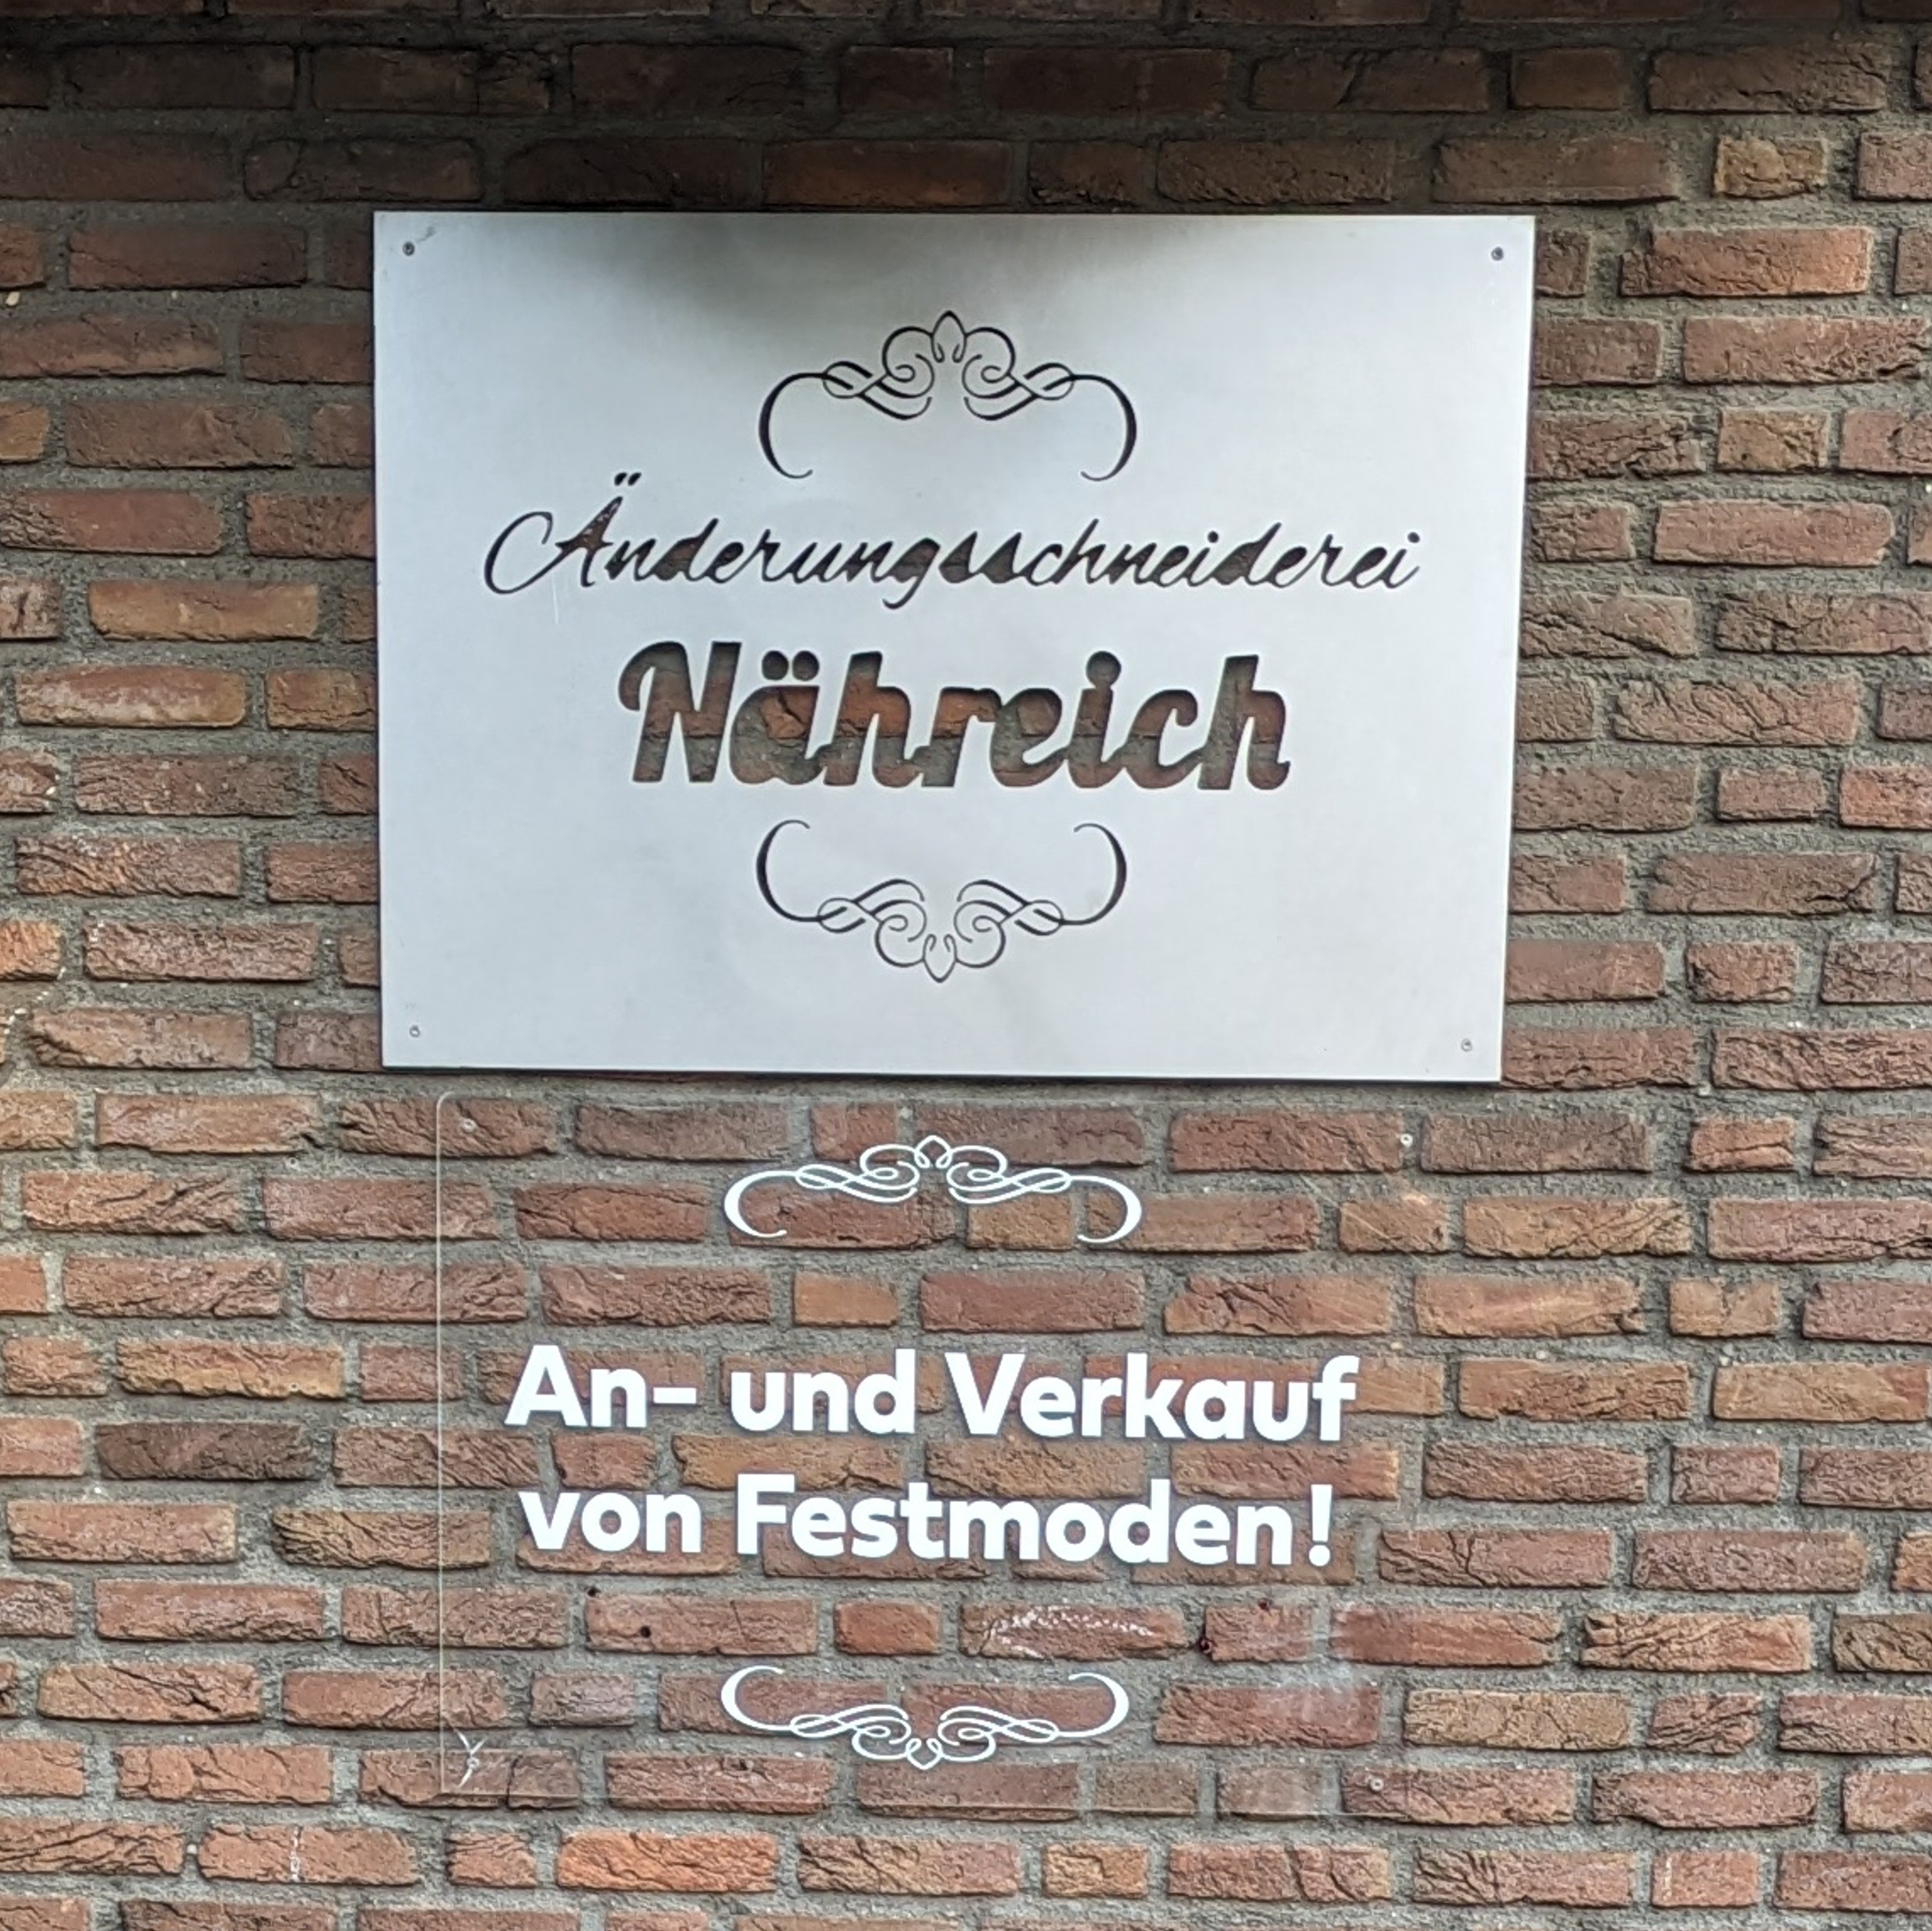 Änderungsschneiderei
Nähreich
An- und Verkauf
von Festmoden!